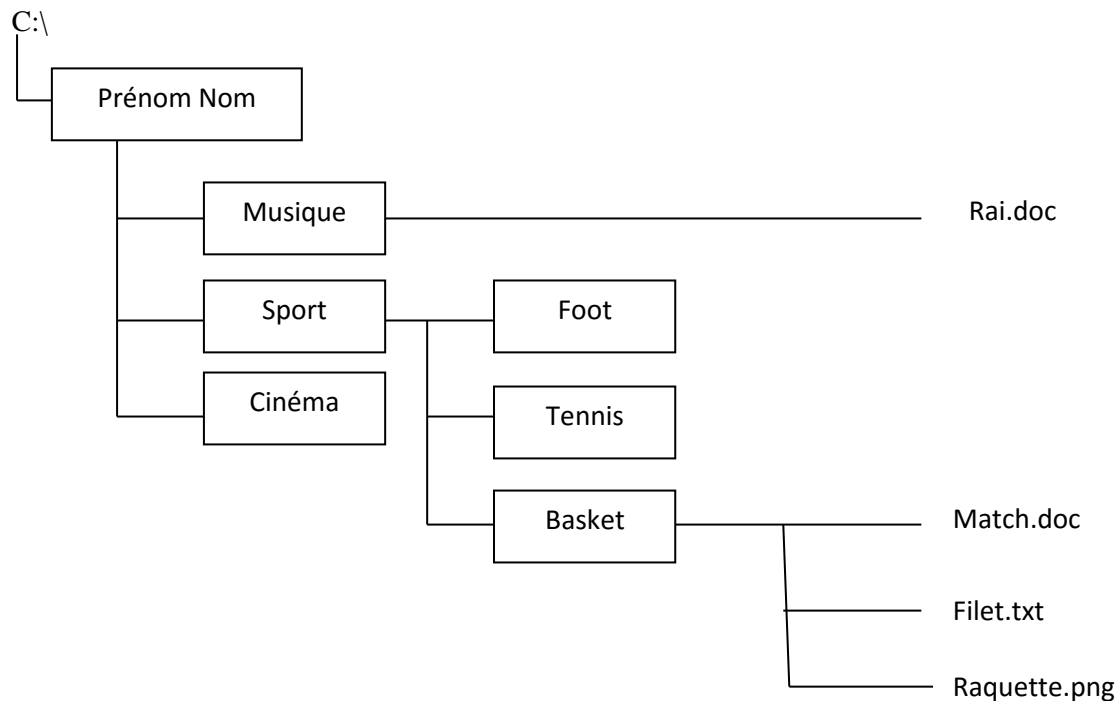 C:\
Prénom Nom
Musique
Rai.doc
Sport
Foot
Cinéma
Tennis
Basket
Match.doc
Filet.txt
Raquette.png